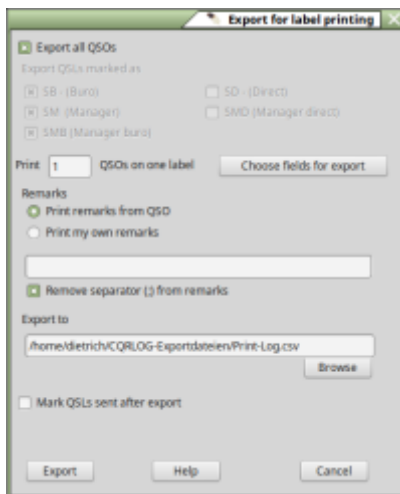 Export for label printing
Export all QSOs
Export QSLs marked as
SB - (Buro) SD - (Direct)
SM (Manager) SMD (Manager direct)
SMB (Manager buro)
Print 1 QSOs on one label Choose fields for export
Remarks
Print remarks from QSO
Print my own remarks
Remove separator (;) from remarks
Export to
/home/dietrich/CQRLOG-Exportdateien/Print-Log.csv
Browse
Mark QSLs sent after export
Export Help Cancel